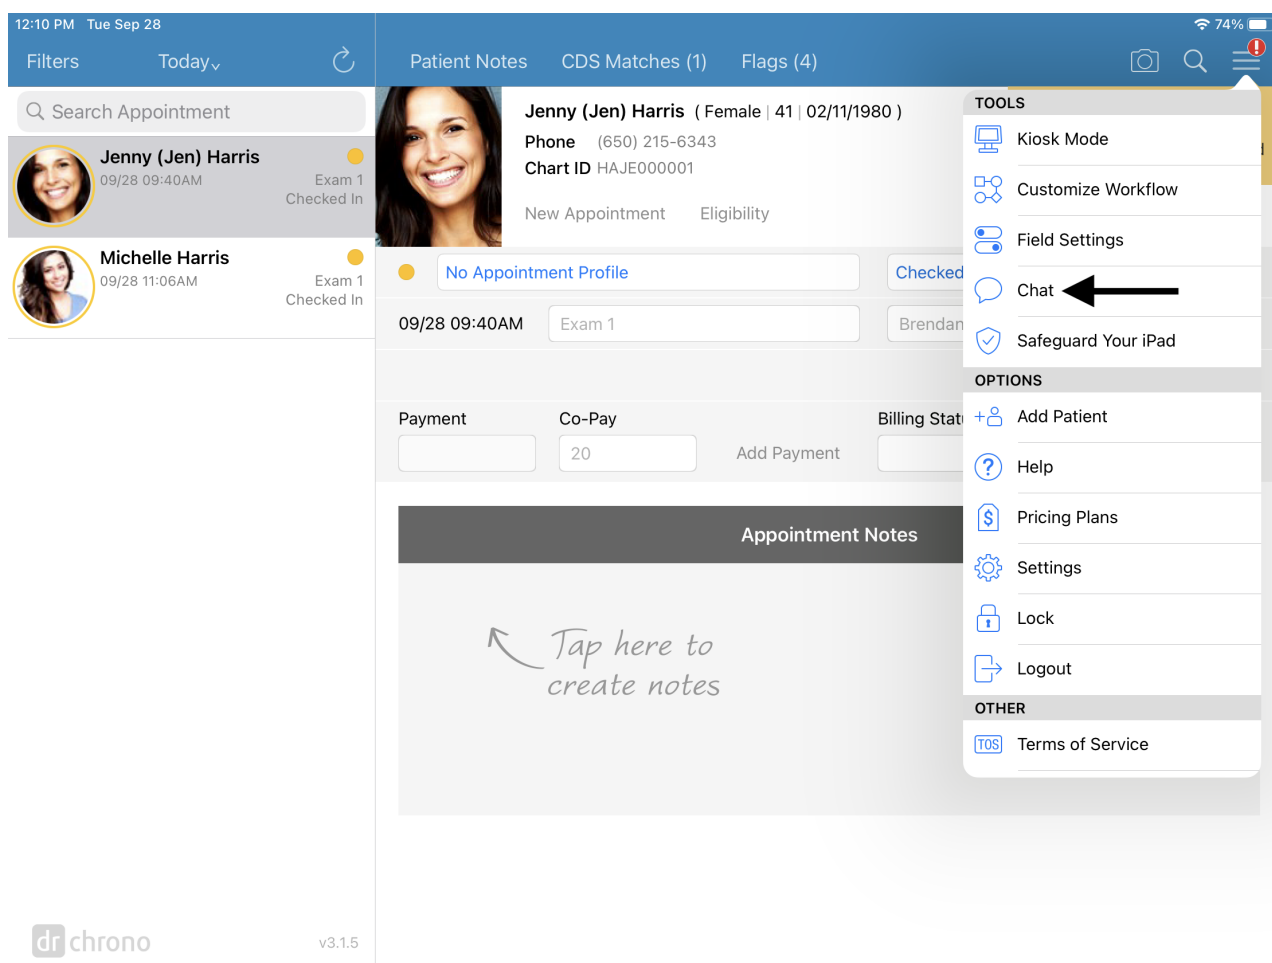 12:10 PM Tue Sep 28
74%
Filters
Today
Patient Notes
CDS Matches (1)
Flags (4)
Search Appointment
Jenny (Jen) Harris
09/28 09:40AM
Exam 1
Checked In
Michelle Harris
09/28 11:06AM
Exam 1
Checked In
Jenny (Jen) Harris ( Female | 41 | 02/11/1980 )
Phone (650) 215-6343
Chart ID HAJE000001
New Appointment Eligibility
No Appointment Profile
Checked
09/28 09:40AM
Exam 1
Brendan
Payment
Co-Pay
Billing Stat
20
Add Payment
Appointment Notes
Tap here to
create notes
TOOLS
Kiosk Mode
Customize Workflow
Field Settings
Chat
Safeguard Your iPad
OPTIONS
Add Patient
Help
Pricing Plans
Settings
Lock
Logout
OTHER
TOS Terms of Service
drchrono
v3.1.5